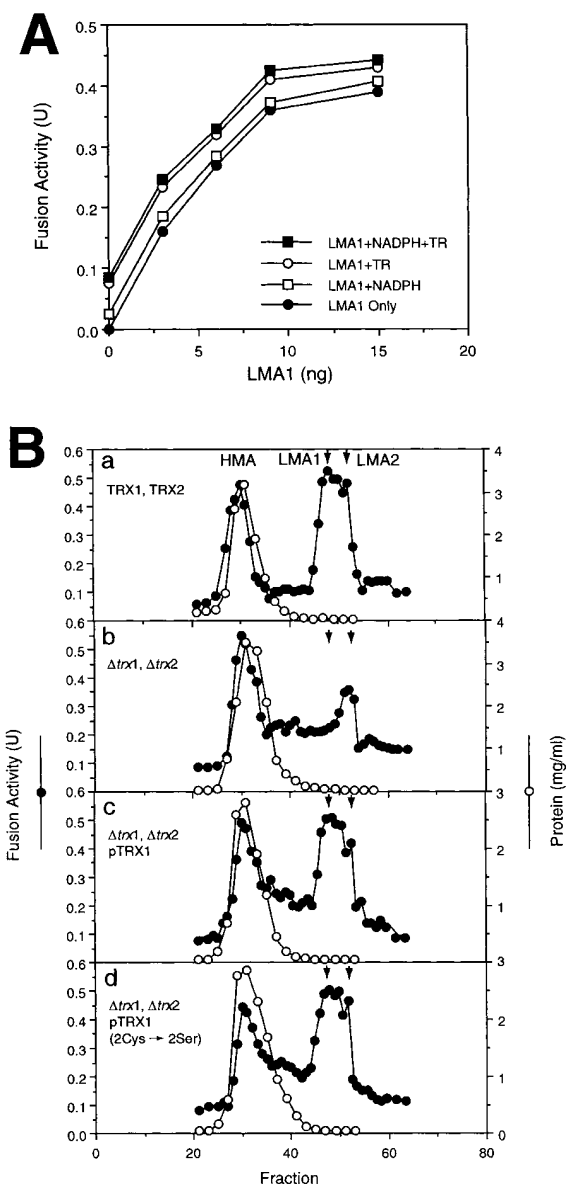 A
Fusion Activity (U)
0.5
0.4
0.3
0.2
0.1
0.0
LMA1+NADPH+TR
LMA1+TR
LMA1+NADPH
LMA1 Only
0 5 10 15 20
LMA1 (ng)
B
HMA LMA1 LMA2
a
TRX1, TRX2
0.6
0.5
0.4
0.3
0.2
0.1
4
3
2
1
b
Δtrx1, Δtrx2
0.6
0.5
0.4
0.3
0.2
0.1
4
3
2
1
0
c
Δtrx1, Δtrx2
pTRX1
0.6
0.5
0.4
0.3
0.2
0.1
3
2
1
d
Δtrx1, Δtrx2
pTRX1
(2Cys → 2Ser)
0.6
0.5
0.4
0.3
0.2
0.1
0.0
3
2
1
0
Fusion Activity (U)
Protein (mg/ml)
0 20 40 60 80
Fraction